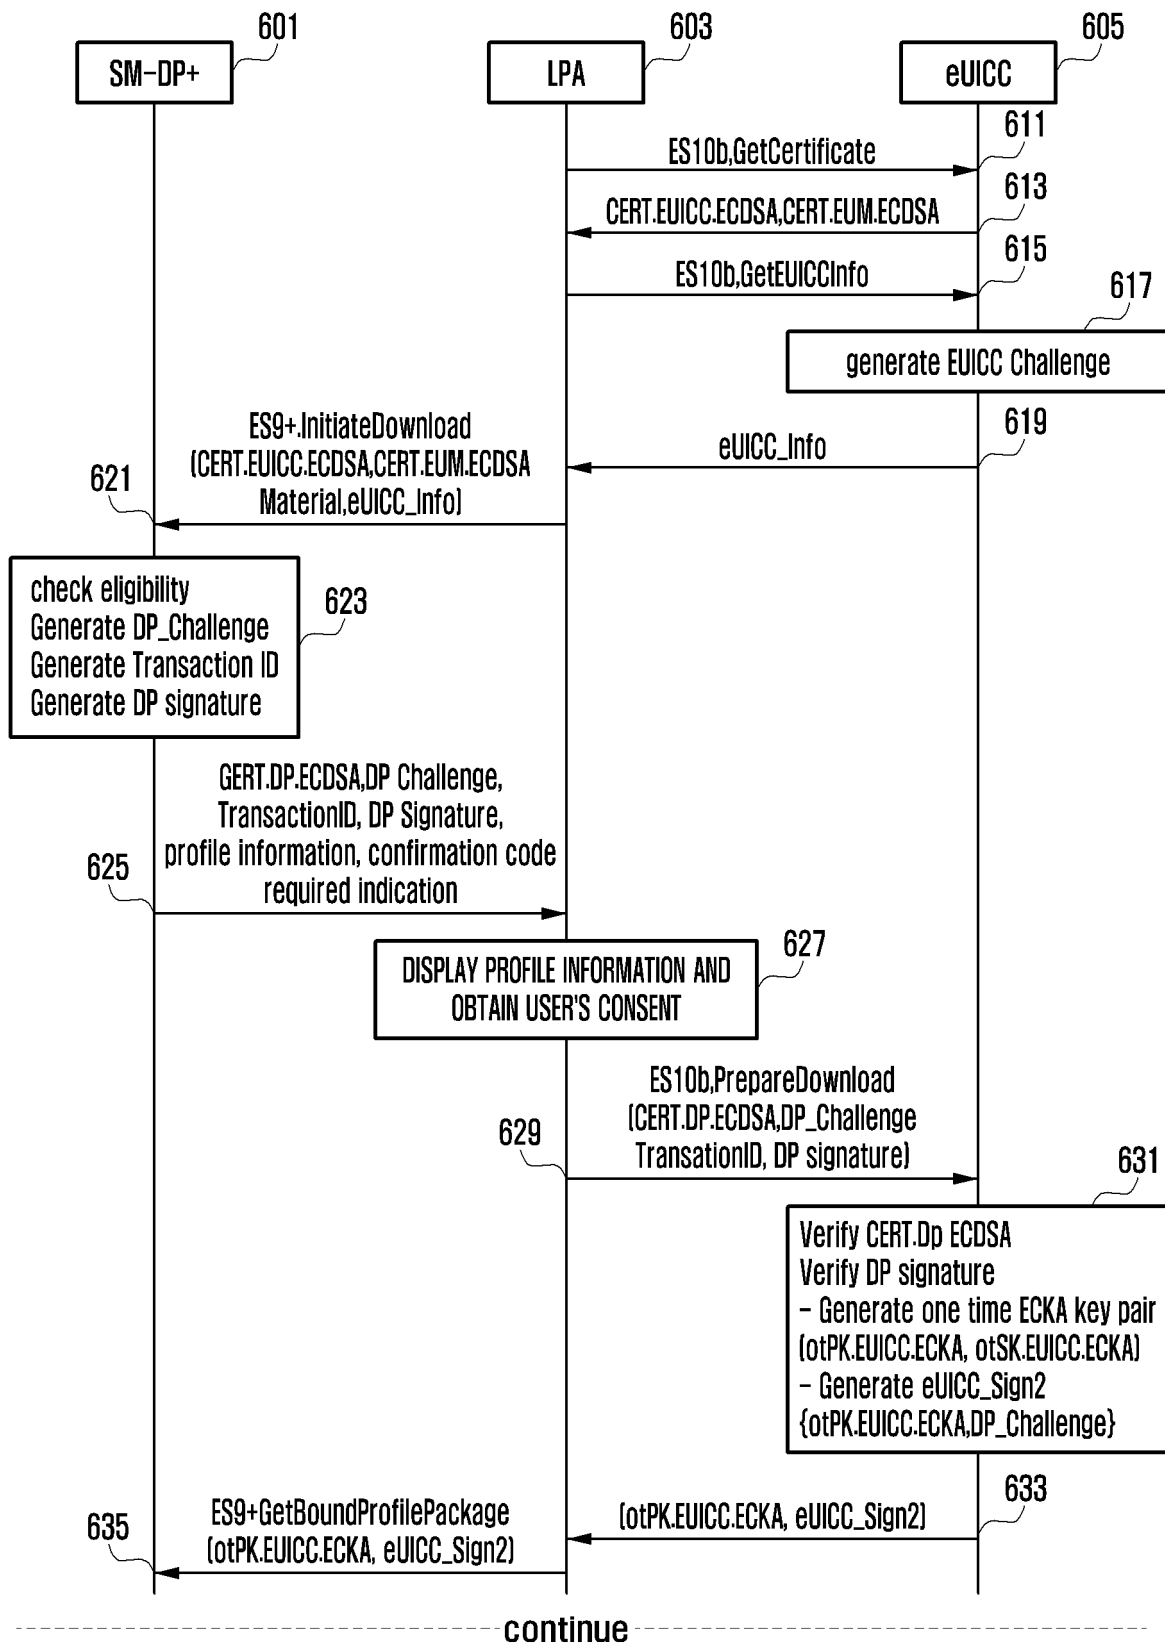 601
603
605
SM-DP+
LPA
eUICC
611
ES10b,GetCertificate
613
CERT.EUICC.ECDSA,CERT.EUM.ECDSA
615
ES10b,GetEUICCInfo
617
generate EUICC Challenge
619
eUICC_Info
ES9+.InitiateDownload
(CERT.EUICC.ECDSA,CERT.EUM.ECDSA
Material,eUICC_Info)
621
check eligibility
Generate DP_Challenge
Generate Transaction ID
Generate DP signature
623
GERT.DP.ECDSA,DP Challenge,
TransactionID, DP Signature,
profile information, confirmation code
required indication
625
627
DISPLAY PROFILE INFORMATION AND
OBTAIN USER'S CONSENT
ES10b,PrepareDownload
(CERT.DP.ECDSA,DP_Challenge
TransationID, DP signature)
629
631
Verify CERT.Dp ECDSA
Verify DP signature
- Generate one time ECKA key pair
(otPK.EUICC.ECKA, otSK.EUICC.ECKA)
- Generate eUICC_Sign2
{otPK.EUICC.ECKA,DP_Challenge}
633
(otPK.EUICC.ECKA, eUICC_Sign2)
ES9+GetBoundProfilePackage
(otPK.EUICC.ECKA, eUICC_Sign2)
635
continue